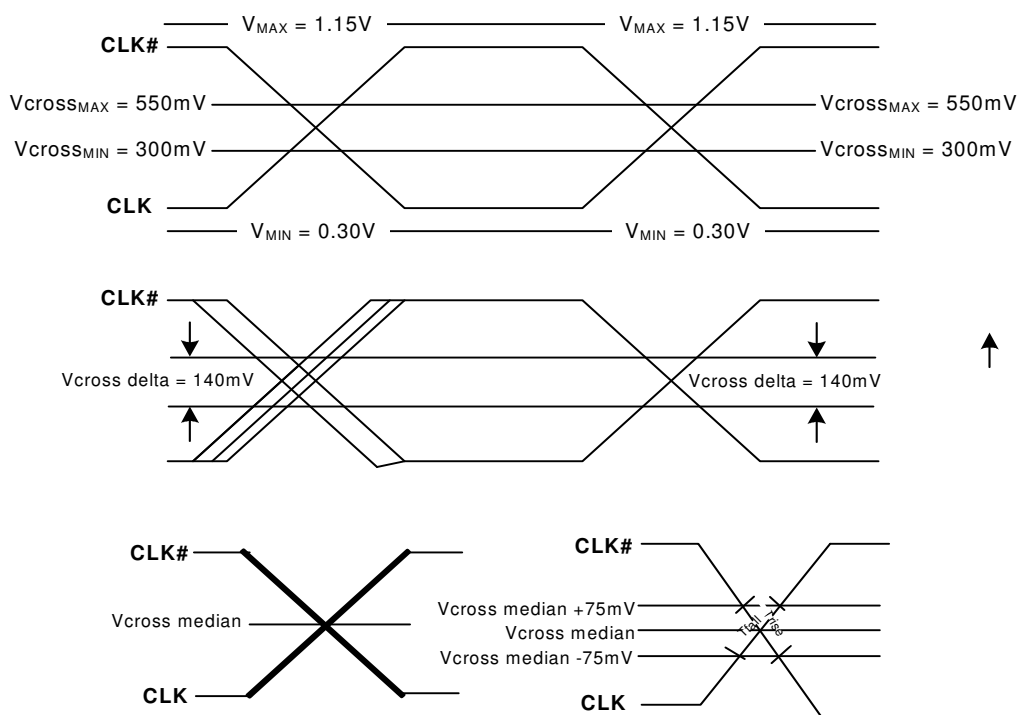 VMAX = 1.15V VMAX = 1.15V
CLK#
VcrossMAX = 550mV VcrossMAX = 550mV
VcrossMIN = 300mV VcrossMIN = 300mV
CLK
VMIN = 0.30V VMIN = 0.30V
CLK#
Vcross delta = 140mV Vcross delta = 140mV
CLK#
Vcross median
CLK
CLK#
Vcross median +75mV
Vcross median
Vcross median -75mV
Tfall Trise
CLK